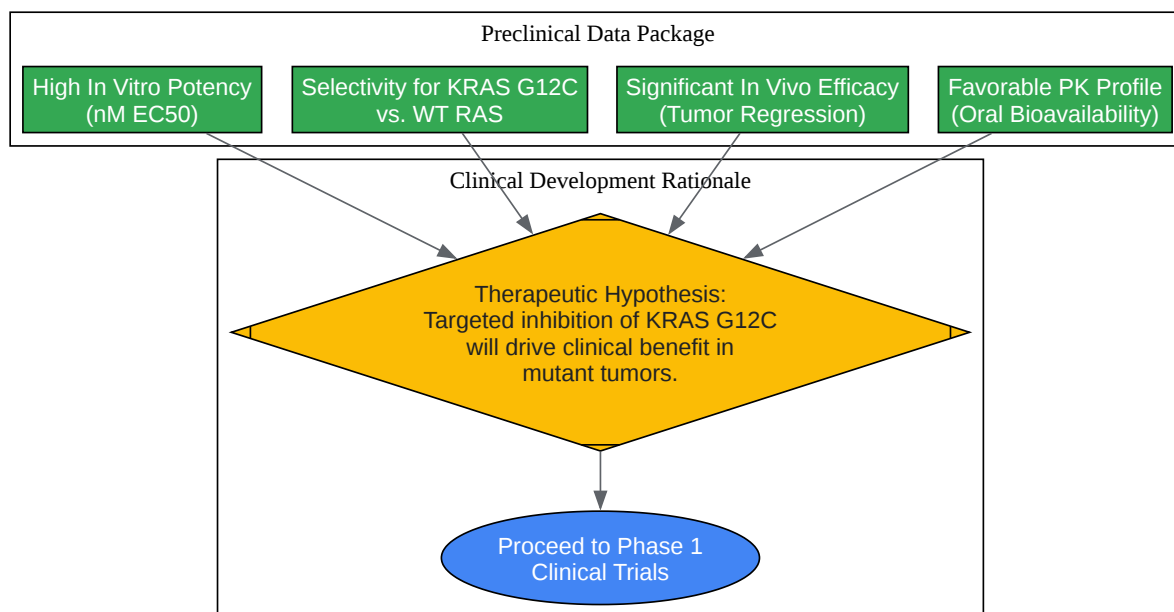 Preclinical Data Package
High In Vitro Potency
(nM EC50)
Selectivity for KRAS G12C
vs. WT RAS
Significant In Vivo Efficacy
(Tumor Regression)
Favorable PK Profile
(Oral Bioavailability)
Clinical Development Rationale
Therapeutic Hypothesis:
Targeted inhibition of KRAS G12C
will drive clinical benefit in
mutant tumors.
Proceed to Phase 1
Clinical Trials